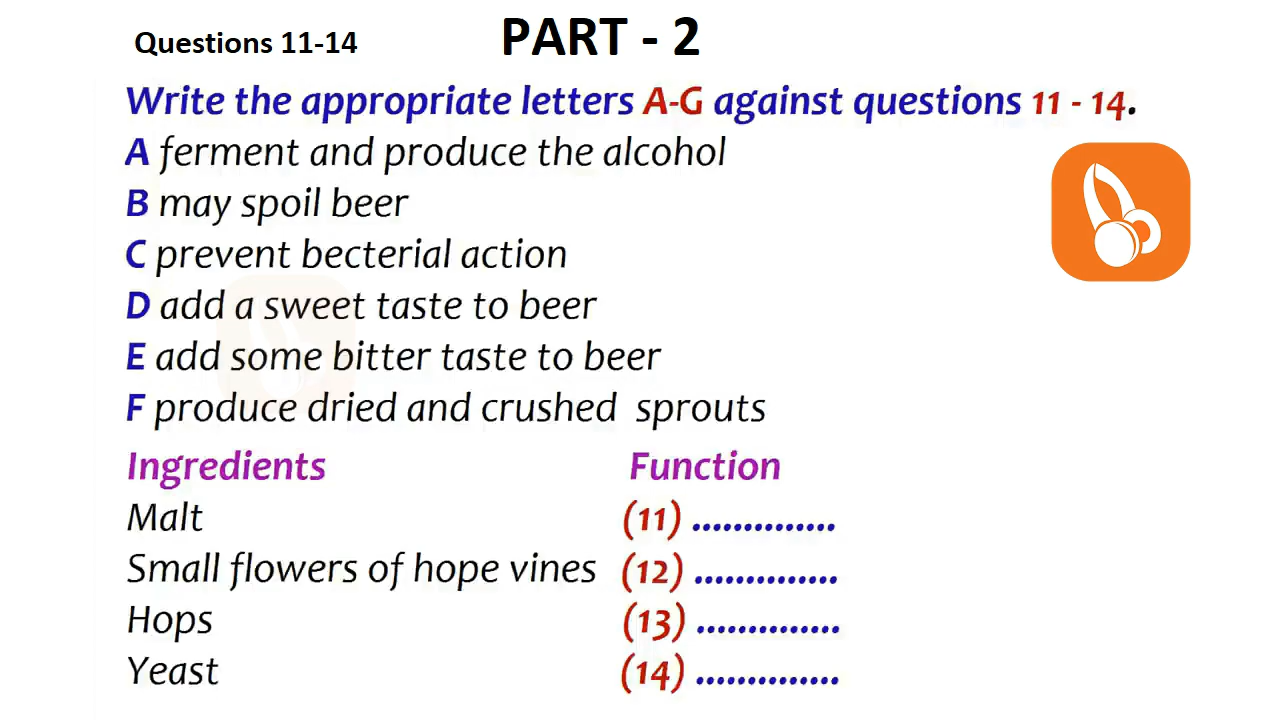 Questions 11-14
PART - 2
Write the appropriate letters A-G against questions 11 - 14.
A ferment and produce the alcohol
B may spoil beer
C prevent becterial action
D add a sweet taste to beer
E add some bitter taste to beer
F produce dried and crushed sprouts
Ingredients Function
Malt (11) ..............
Small flowers of hope vines (12) ..............
Hops (13) ..............
Yeast (14) ..............